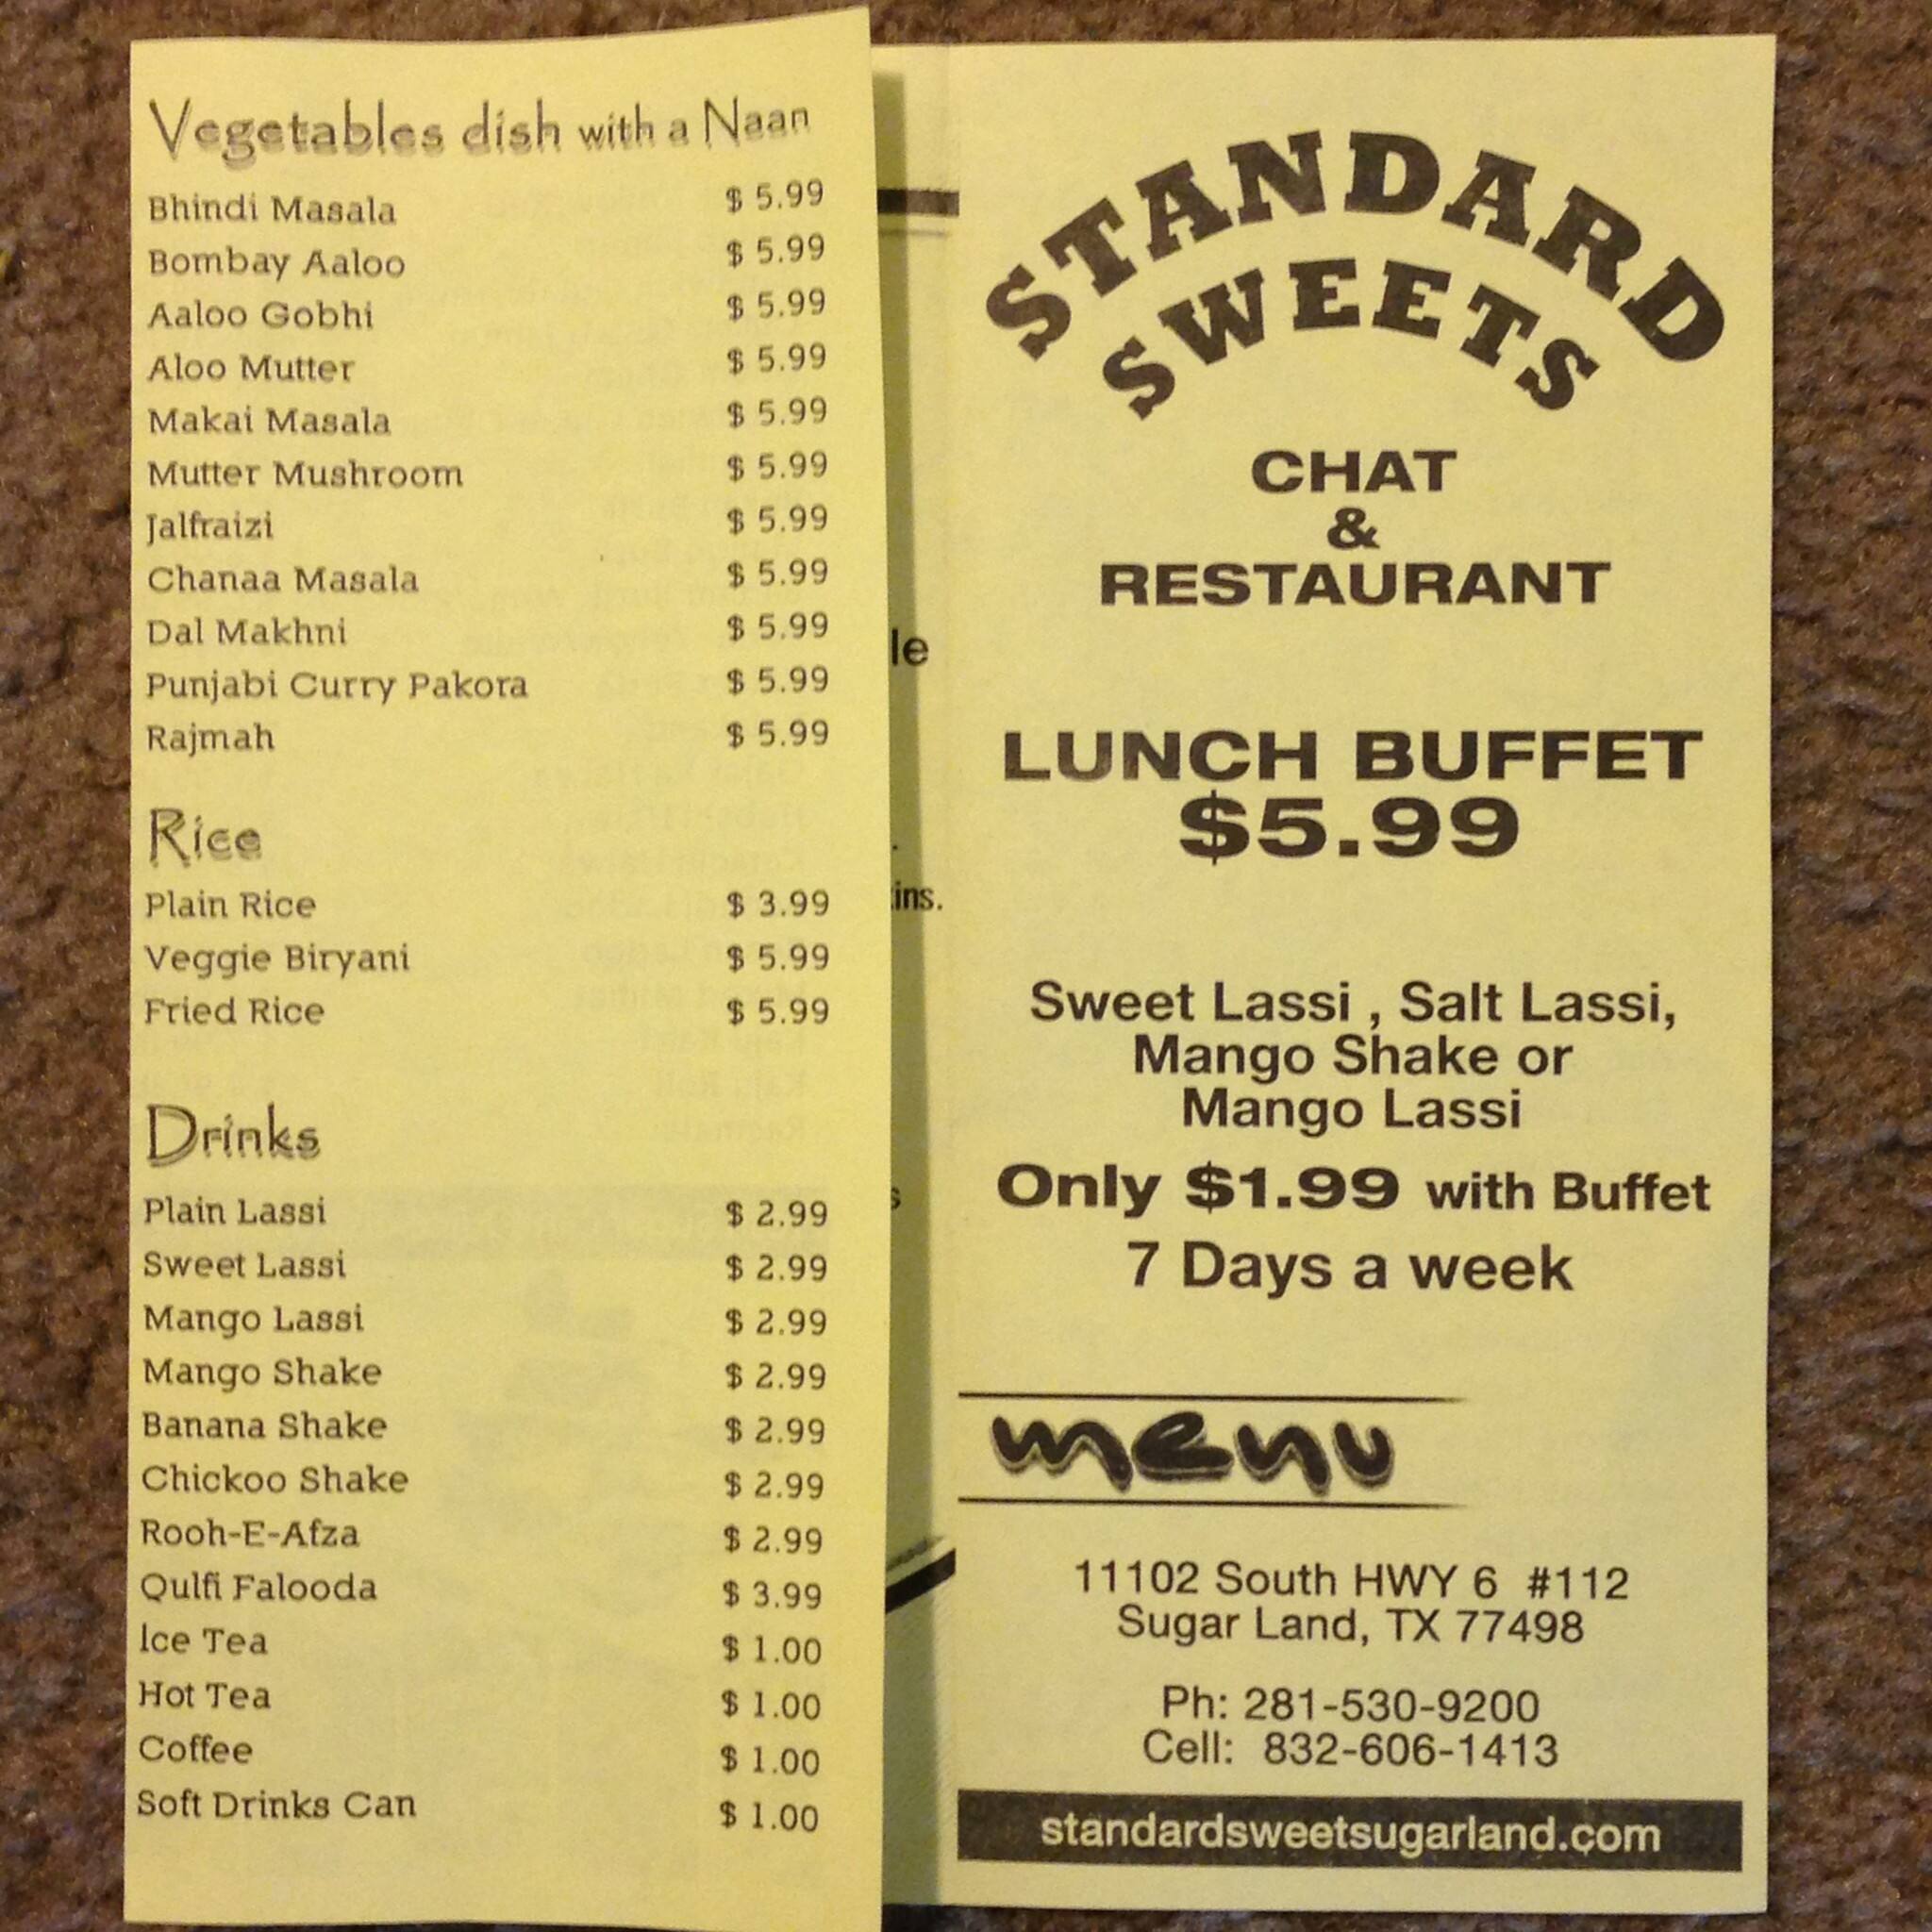 Vegetables dish with a Naan
Bhindi Masala $ 5.99
Bombay Aaloo $ 5.99
Aaloo Gobhi $ 5.99
Aloo Mutter $ 5.99
Makai Masala $ 5.99
Mutter Mushroom $ 5.99
Jalfraizi $ 5.99
Chanaa Masala $ 5.99
Dal Makhni $ 5.99
Punjabi Curry Pakora $ 5.99
Rajmah $ 5.99
Rice
Plain Rice $ 3.99
Veggie Biryani $ 5.99
Fried Rice $ 5.99
Drinks
Plain Lassi $ 2.99
Sweet Lassi $ 2.99
Mango Lassi $ 2.99
Mango Shake $ 2.99
Banana Shake $ 2.99
Chickoo Shake $ 2.99
Rooh-E-Afza $ 2.99
Qulfi Falooda $ 3.99
Ice Tea $ 1.00
Hot Tea $ 1.00
Coffee $ 1.00
Soft Drinks Can $ 1.00
STANDARD
SWEETS
CHAT
&
RESTAURANT
LUNCH BUFFET
$5.99
Sweet Lassi , Salt Lassi,
Mango Shake or
Mango Lassi
Only $1.99 with Buffet
7 Days a week
menu
11102 South HWY 6 #112
Sugar Land, TX 77498
Ph: 281-530-9200
Cell: 832-606-1413
standardsweetsugarland.com